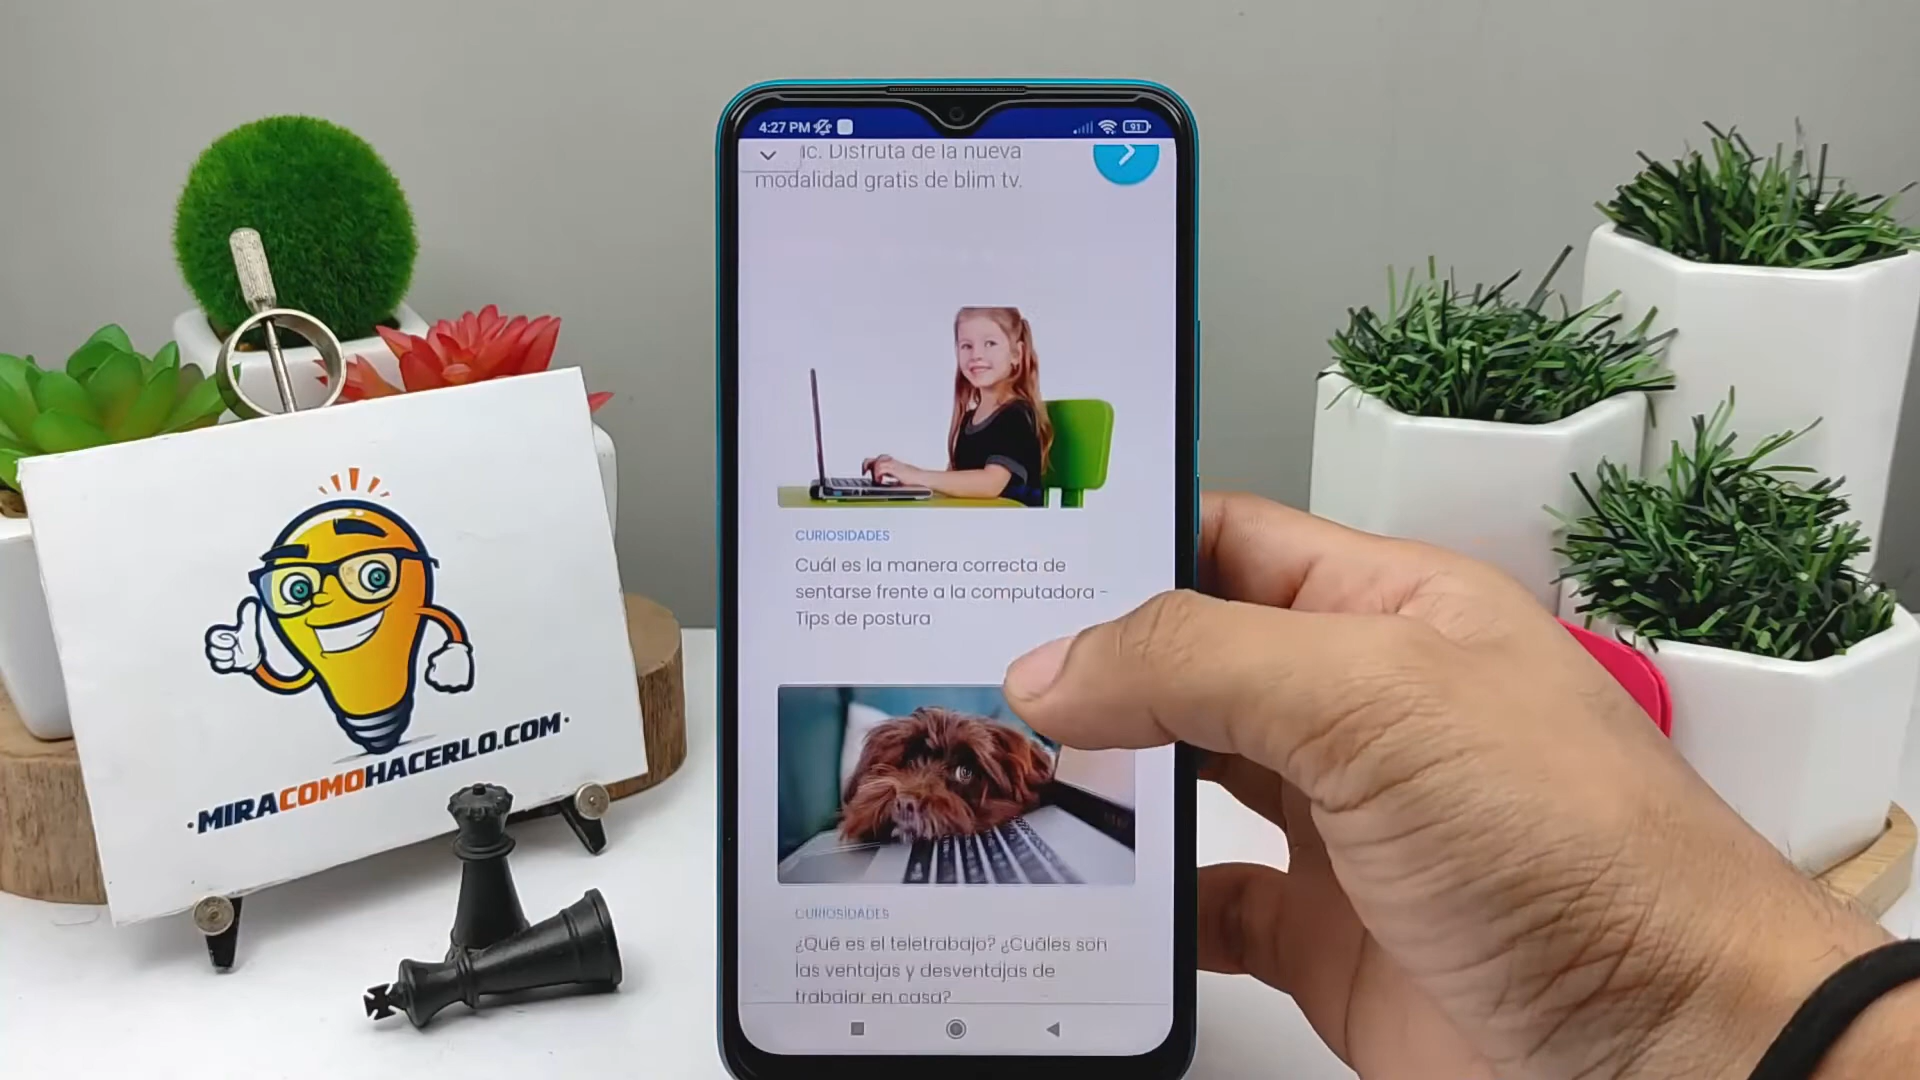 ·MIRACOMOHACERLO.COM·
4:27 PM
91
ic. Disfruta de la nueva
modalidad gratis de blim tv.
CURIOSIDADES
Cuál es la manera correcta de
sentarse frente a la computadora -
Tips de postura
CURIOSIDADES
¿Qué es el teletrabajo? ¿Cuáles son
las ventajas y desventajas de
trabajar en casa?